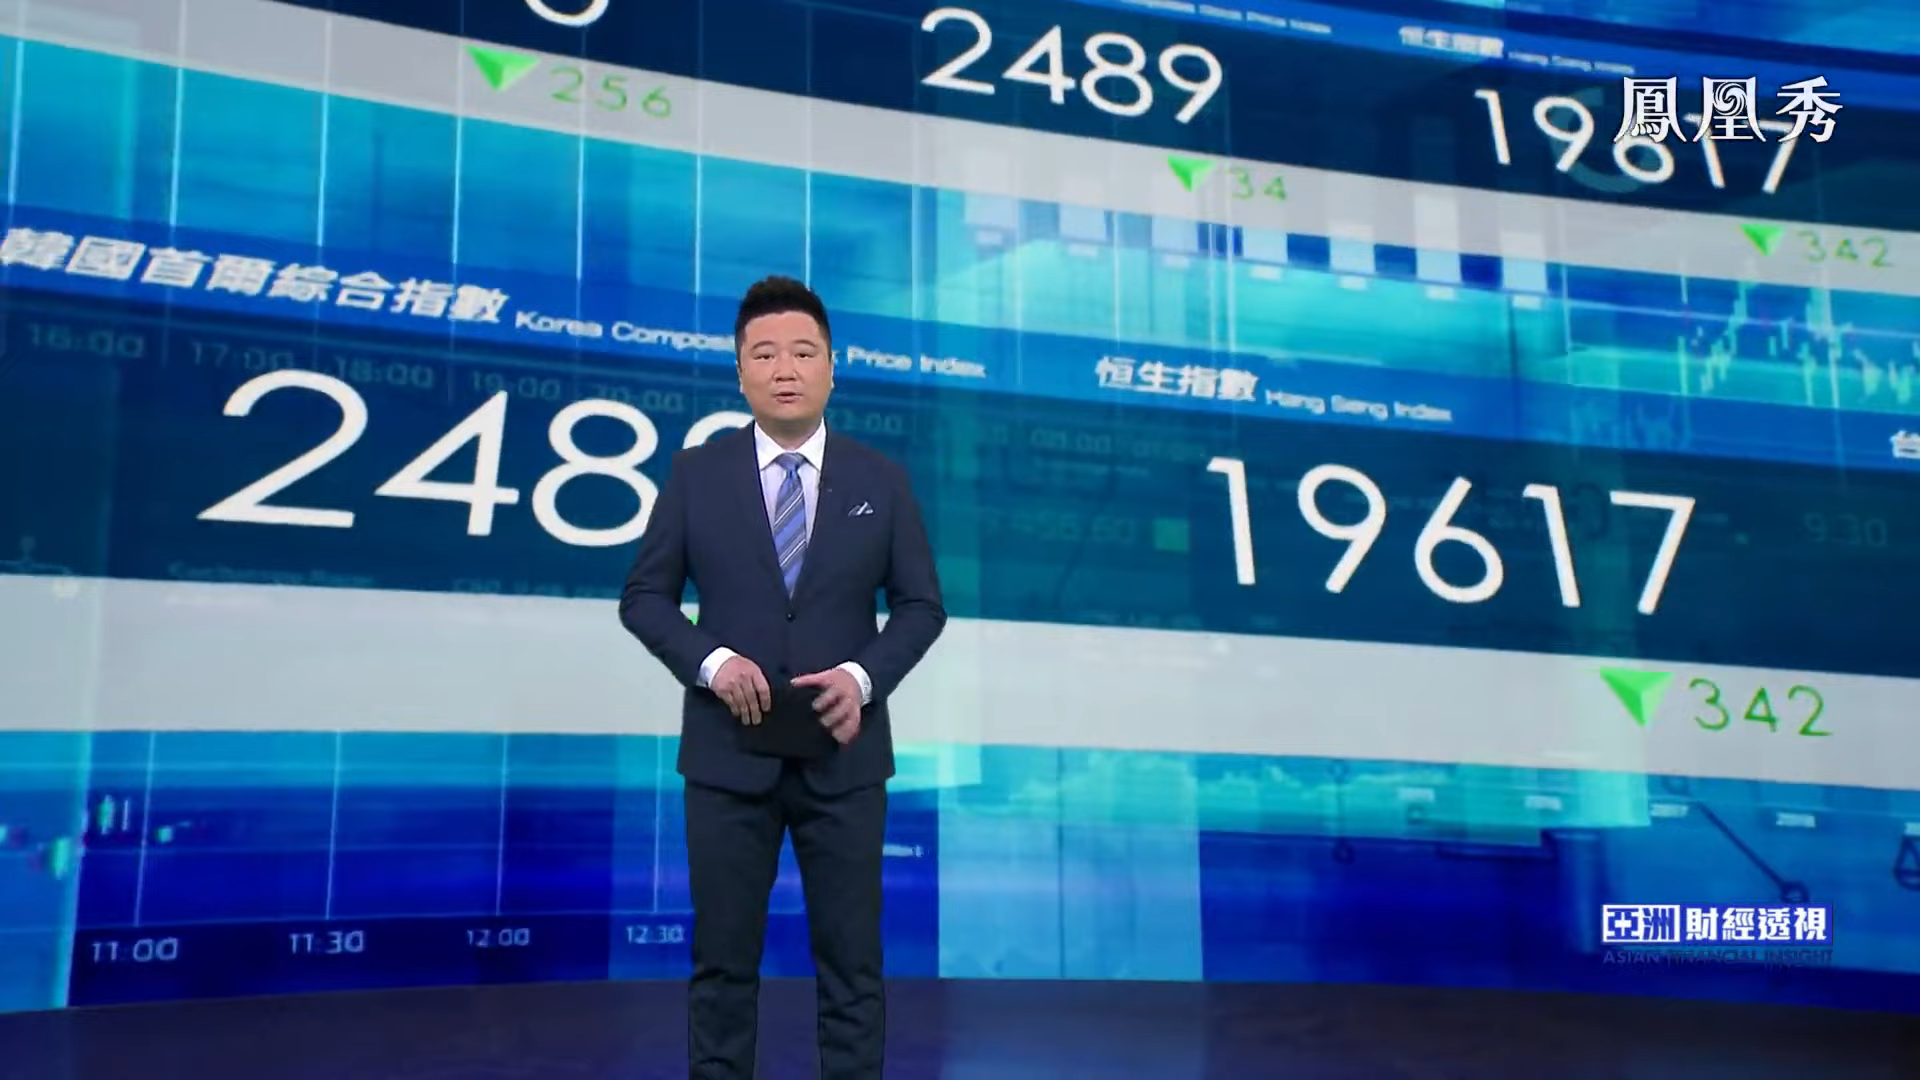 2489
恒生指數 Hang Seng Index
鳳凰秀
19617
256
34
342
韓國首爾綜合指數 Korea Compos
Price Index
恒生指數 Hang Seng Index
16:00 17:00 18:00 19:00
248
19617
9:30
342
11:00 11:30 12:00 12:30
亞洲財經透視
ASIAN FINANCIAL INSIGHT